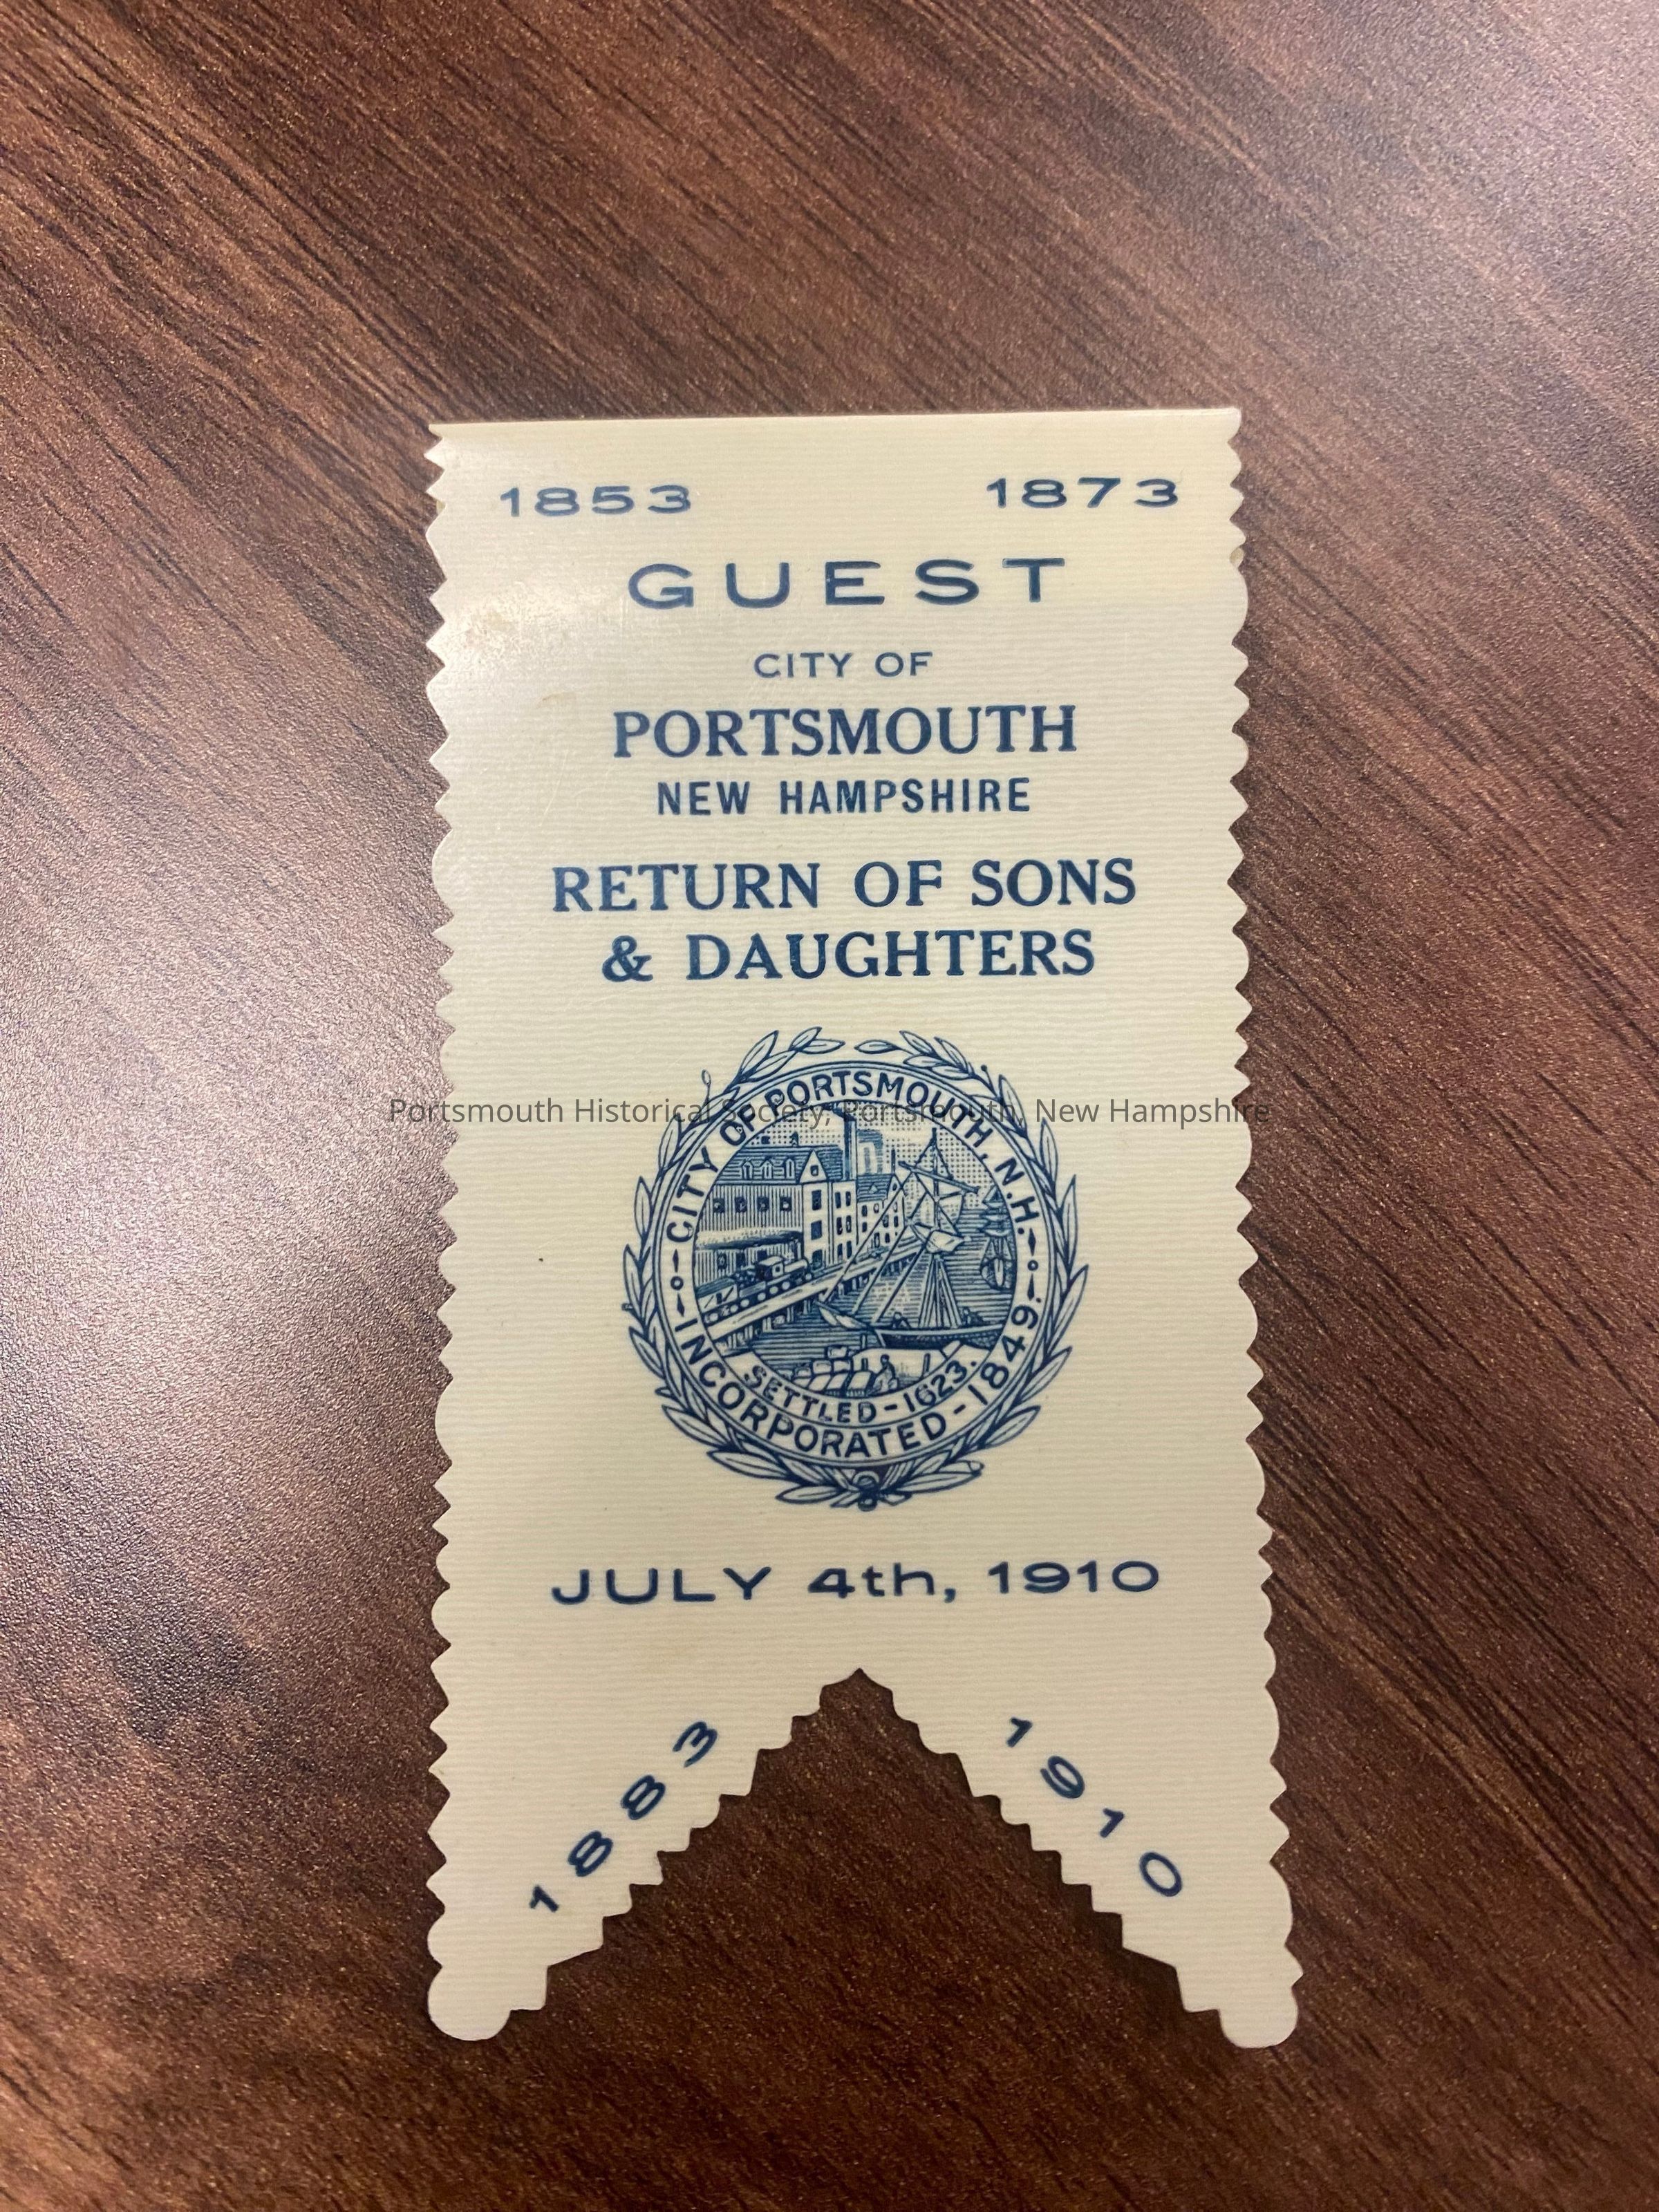 1853 1873
GUEST
CITY OF
PORTSMOUTH
NEW HAMPSHIRE
RETURN OF SONS
& DAUGHTERS
CITY OF PORTSMOUTH, N.H.
Portsmouth Historical Society, Portsmouth, New Hampshire
SETTLED-1623.
INCORPORATED-1849.
JULY 4th, 1910
1883 1910